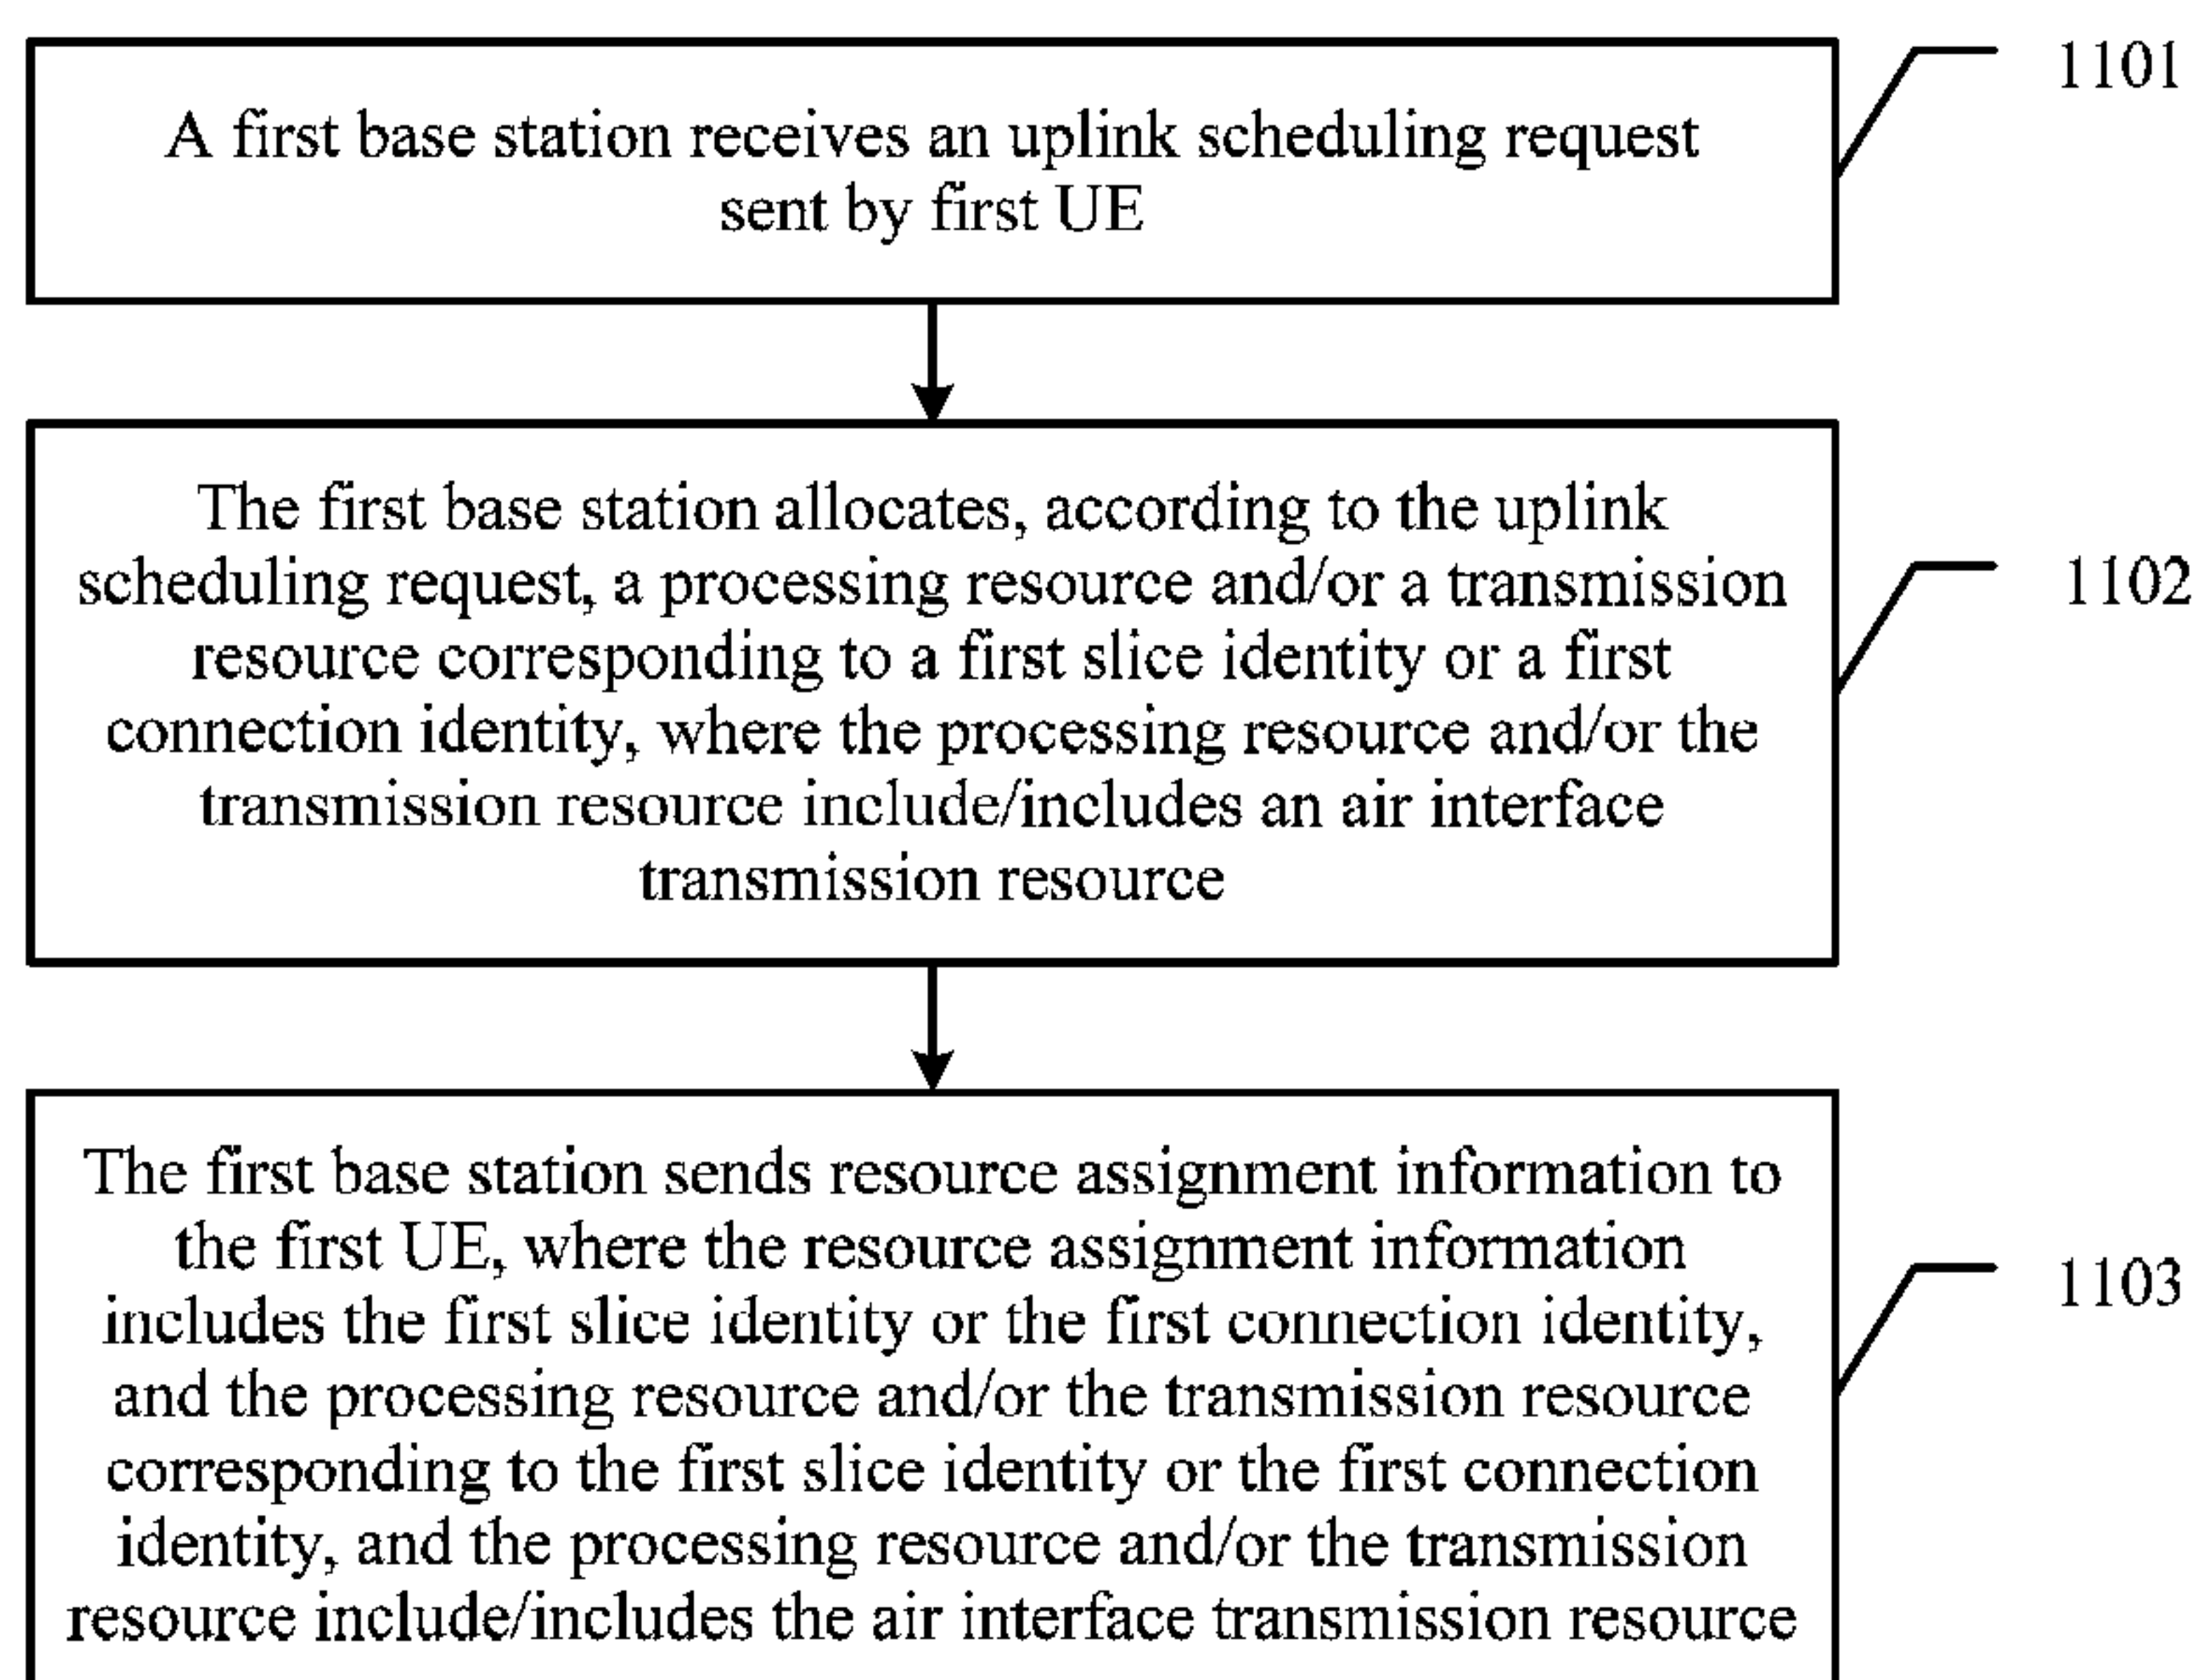 A first base station receives an uplink scheduling request
sent by first UE
1101
The first base station allocates, according to the uplink
scheduling request, a processing resource and/or a transmission
resource corresponding to a first slice identity or a first
connection identity, where the processing resource and/or the
transmission resource include/includes an air interface
transmission resource
1102
The first base station sends resource assignment information to
the first UE, where the resource assignment information
includes the first slice identity or the first connection identity,
and the processing resource and/or the transmission resource
corresponding to the first slice identity or the first connection
identity, and the processing resource and/or the transmission
resource include/includes the air interface transmission resource
1103